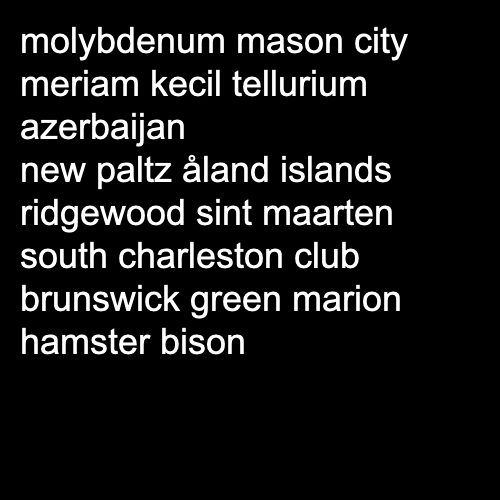 molybdenum mason city
meriam kecil tellurium
azerbaijan
new paltz åland islands
ridgewood sint maarten
south charleston club
brunswick green marion
hamster bison